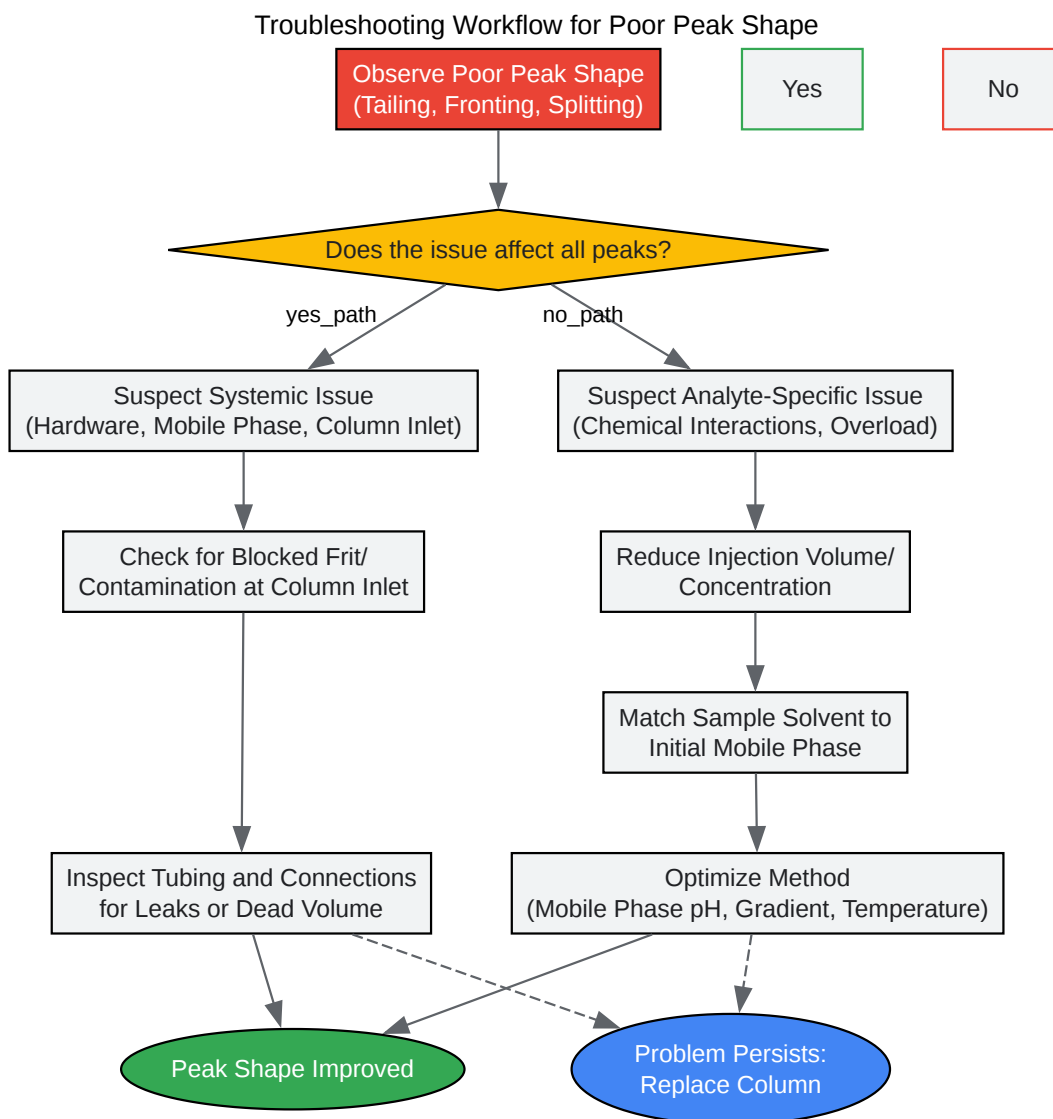 Troubleshooting Workflow for Poor Peak Shape
Observe Poor Peak Shape
(Tailing, Fronting, Splitting)
Yes
No
Does the issue affect all peaks?
yes_path
no_path
Suspect Systemic Issue
(Hardware, Mobile Phase, Column Inlet)
Suspect Analyte-Specific Issue
(Chemical Interactions, Overload)
Check for Blocked Frit/
Contamination at Column Inlet
Reduce Injection Volume/
Concentration
Match Sample Solvent to
Initial Mobile Phase
Inspect Tubing and Connections
for Leaks or Dead Volume
Optimize Method
(Mobile Phase pH, Gradient, Temperature)
Peak Shape Improved
Problem Persists:
Replace Column